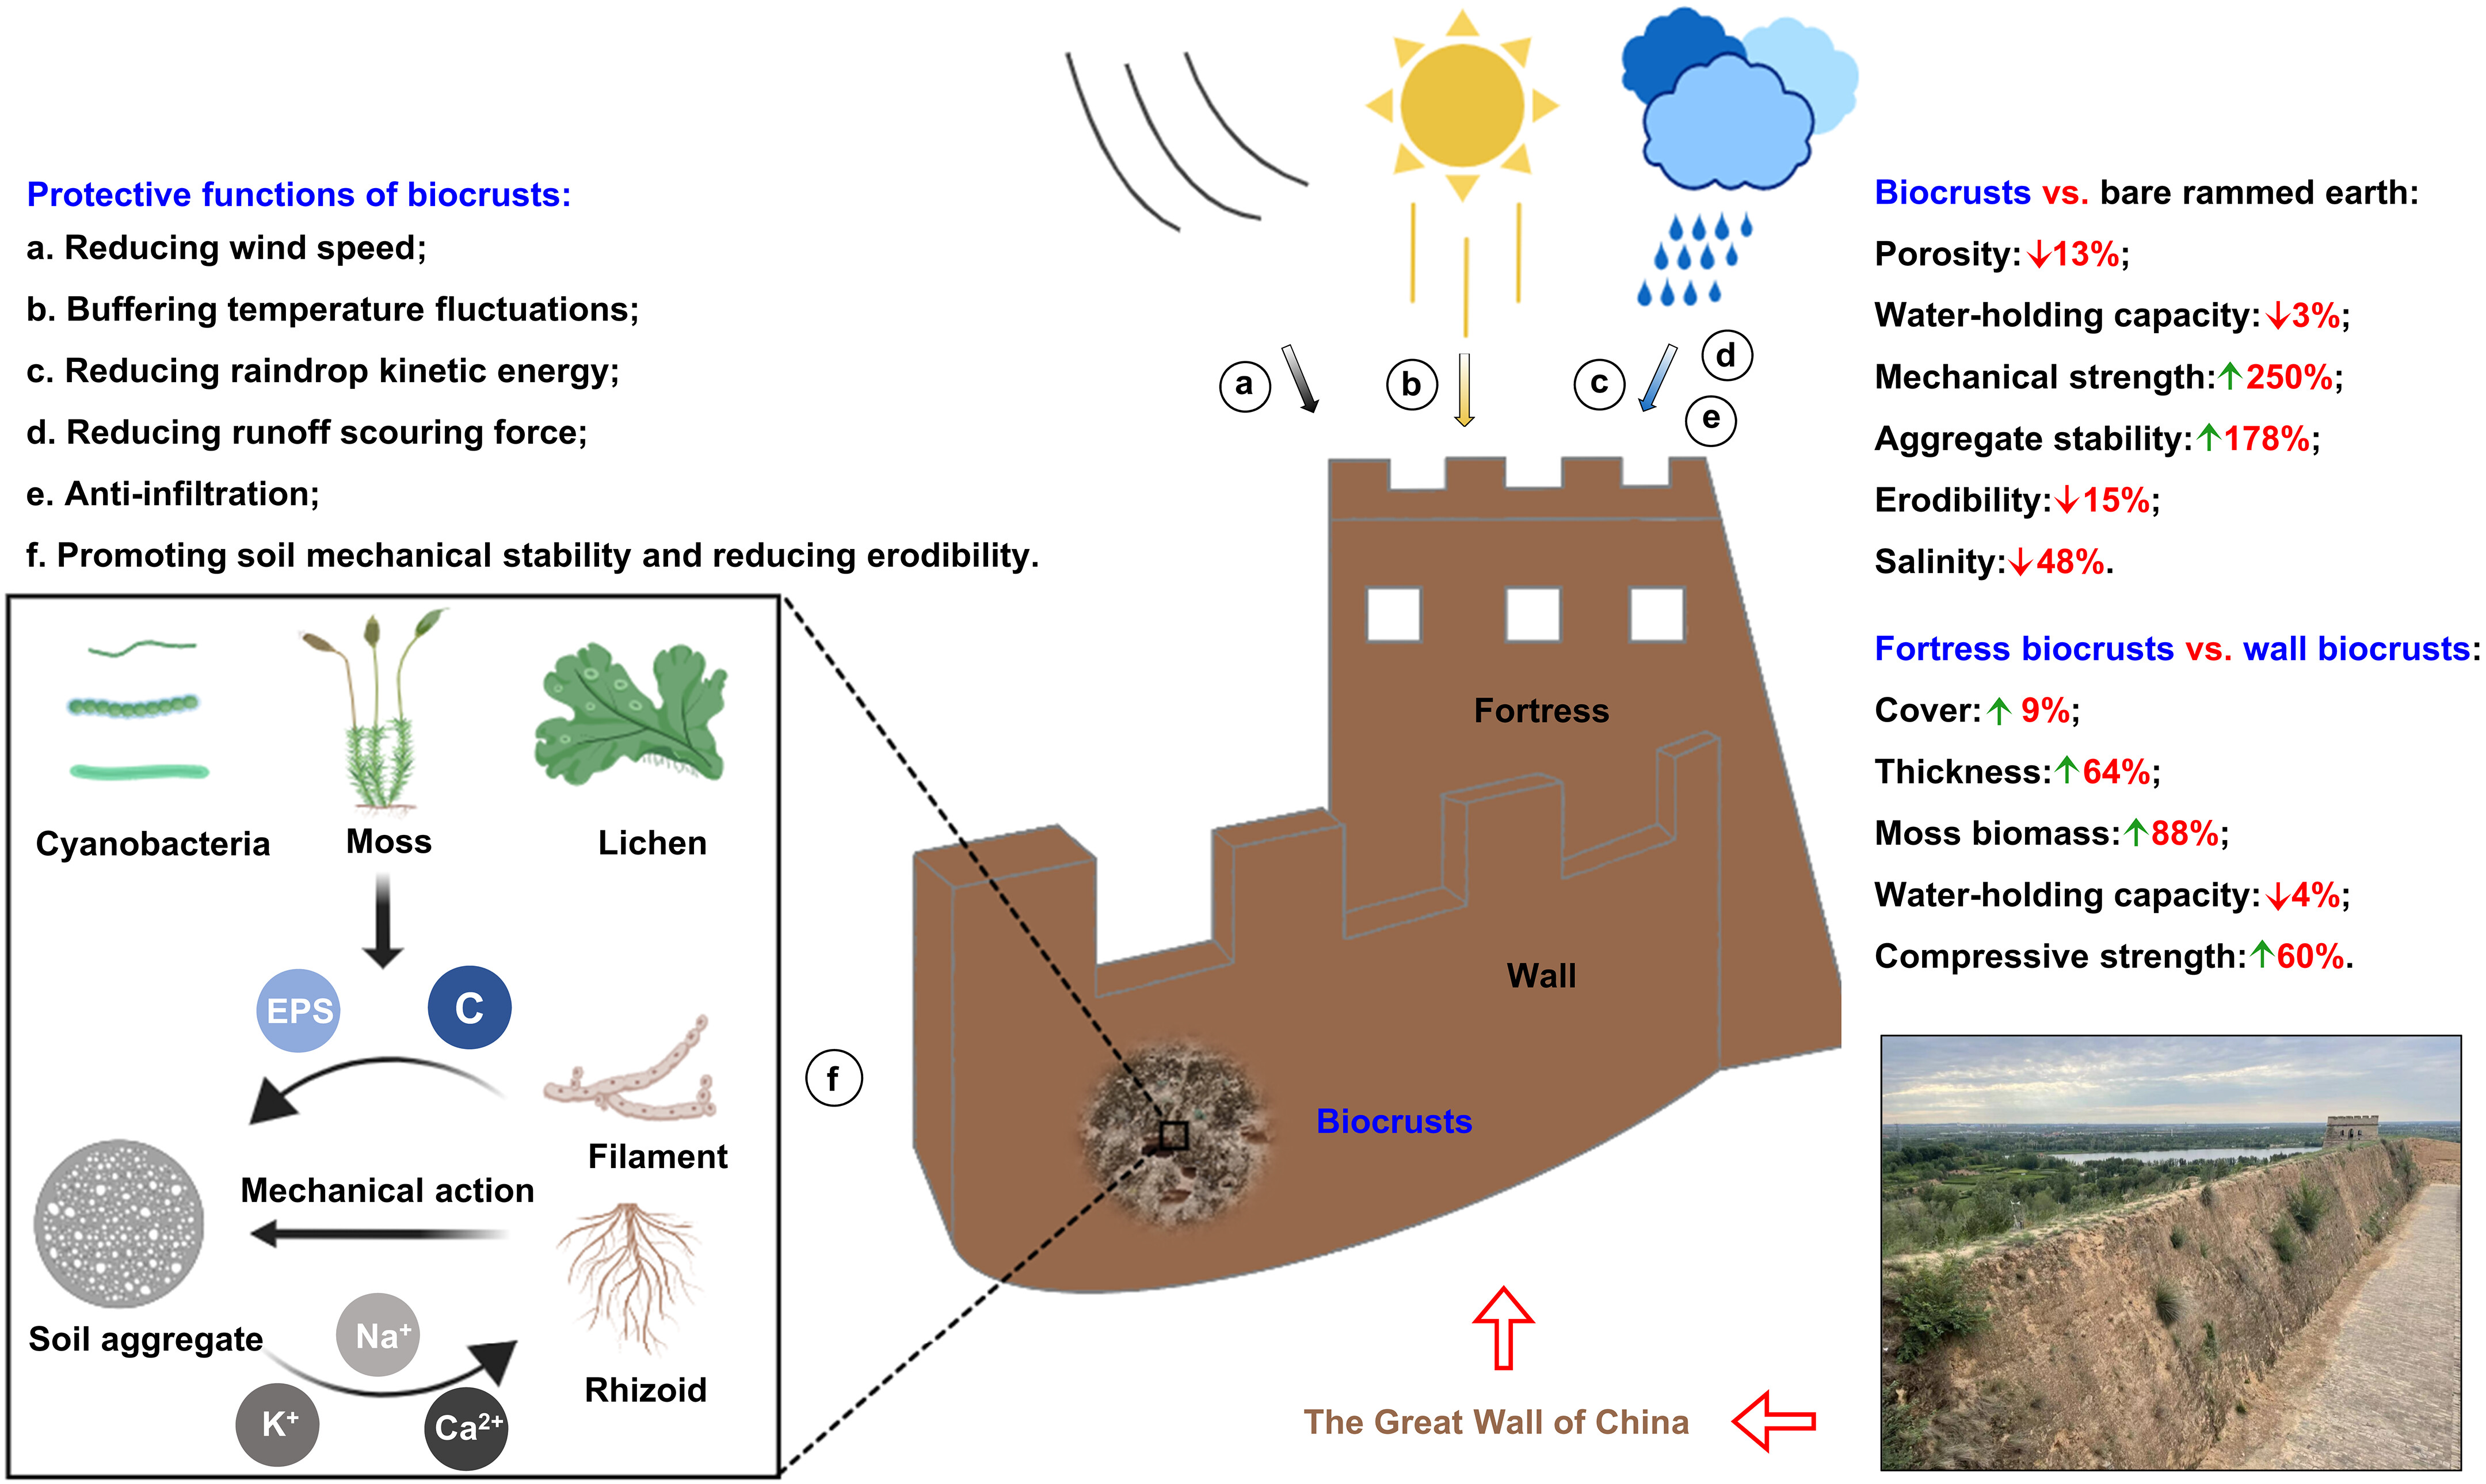 Protective functions of biocrusts:
a. Reducing wind speed;
b. Buffering temperature fluctuations;
c. Reducing raindrop kinetic energy;
d. Reducing runoff scouring force;
e. Anti-infiltration;
f. Promoting soil mechanical stability and reducing erodibility.
Cyanobacteria
Moss
Lichen
EPS
C
Filament
Mechanical action
Soil aggregate
Na⁺
K⁺
Ca²⁺
Rhizoid
a
b
c
d
e
f
Fortress
Wall
Biocrusts
The Great Wall of China
Biocrusts vs. bare rammed earth:
Porosity:↓13%;
Water-holding capacity:↓3%;
Mechanical strength:↑250%;
Aggregate stability:↑178%;
Erodibility:↓15%;
Salinity:↓48%.
Fortress biocrusts vs. wall biocrusts:
Cover:↑ 9%;
Thickness:↑64%;
Moss biomass:↑88%;
Water-holding capacity:↓4%;
Compressive strength:↑60%.